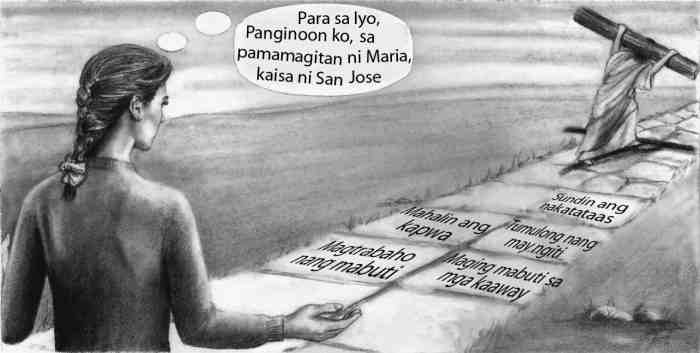 Para sa Iyo,
Panginoon ko, sa
pamamagitan ni Maria,
kaisa ni San Jose
Sundin ang
nakatataas
Mahalin ang
kapwa
Tumulong nang
may ngiti
Magtrabaho
nang mabuti
Maging mabuti sa
mga kaaway